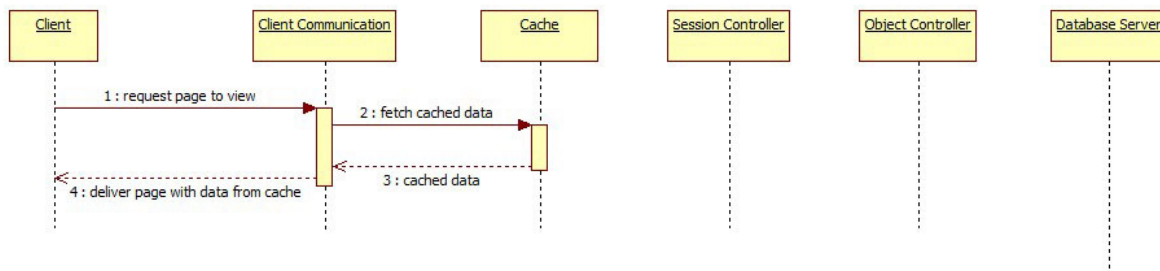 Client
Client Communication
Cache
Session Controller
Object Controller
Database Server
1 : request page to view
2 : fetch cached data
3 : cached data
4 : deliver page with data from cache